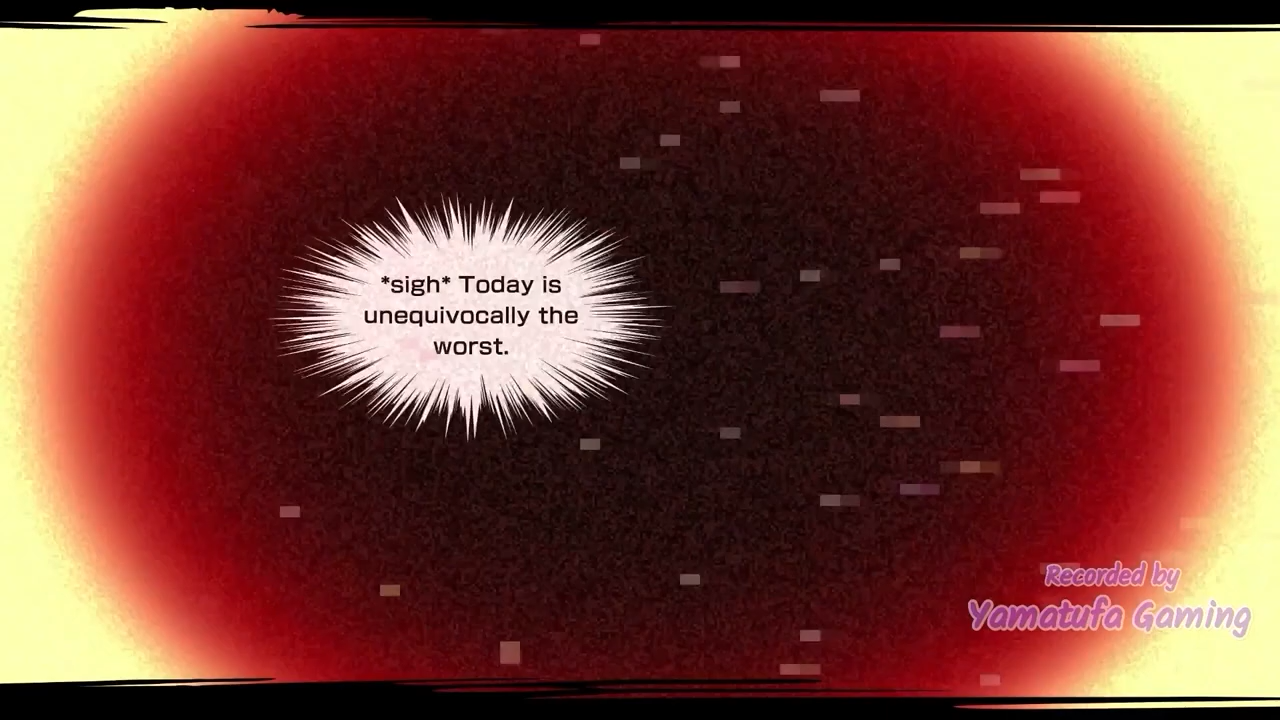 *sigh* Today is
unequivocally the
worst.
Recorded by
Yamatufa Gaming